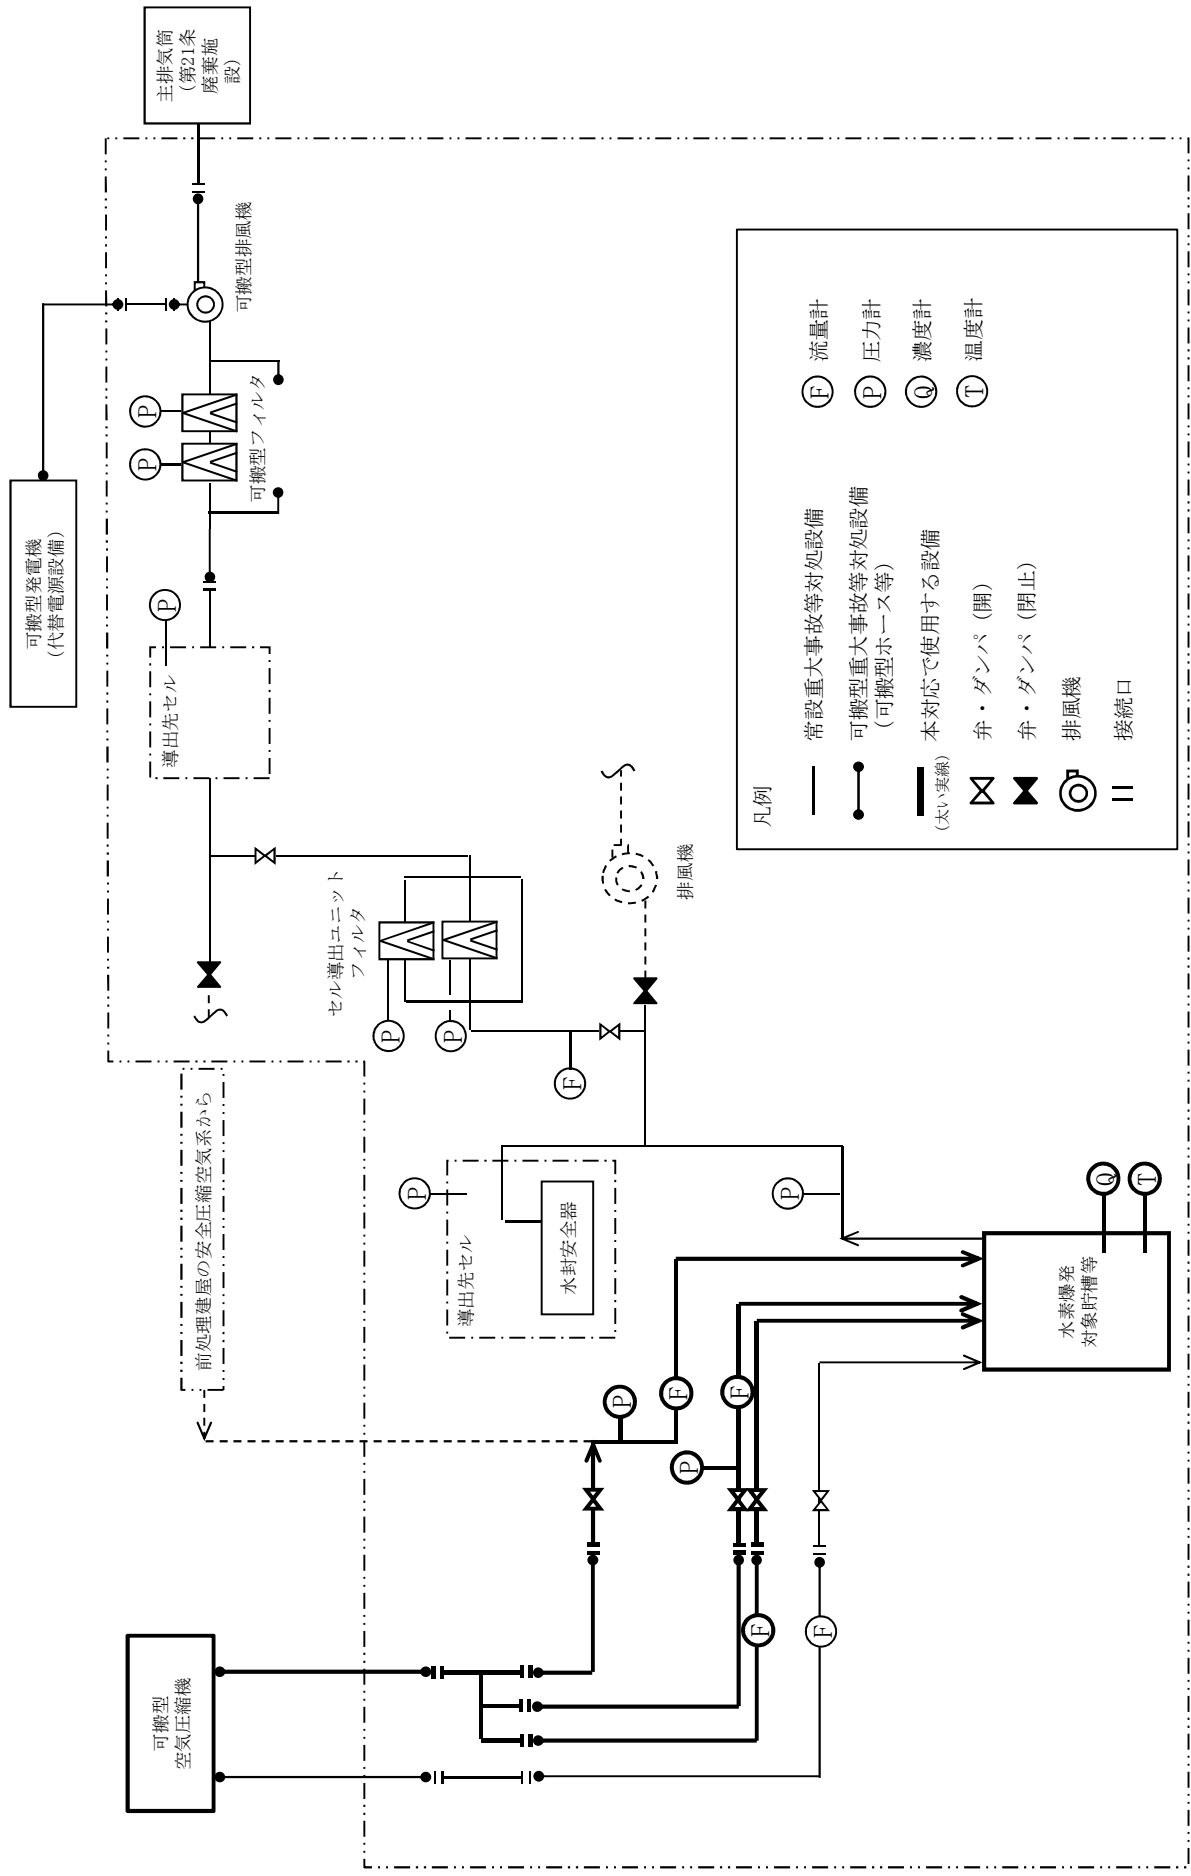 主排気筒
(第21条
廃棄施
設)
可搬型排風機
可搬型発電機
(代替電源設備)
P
P
可搬型フィルタ
P
導出先セル
セル導出ユニット
フィルタ
P
P
F
排風機
前処理建屋の安全圧縮空気系から
P
導出先セル
水封安全器
P
Q
T
水素爆発
対象貯槽等
P
F
F
P
F
F
可搬型
空気圧縮機
凡例
常設重大事故等対処設備
可搬型重大事故等対処設備
(可搬型ホース等)
本対応で使用する設備
(太い実線)
弁・ダンパ (開)
弁・ダンパ (閉止)
排風機
接続口
F 流量計
P 圧力計
Q 濃度計
T 温度計